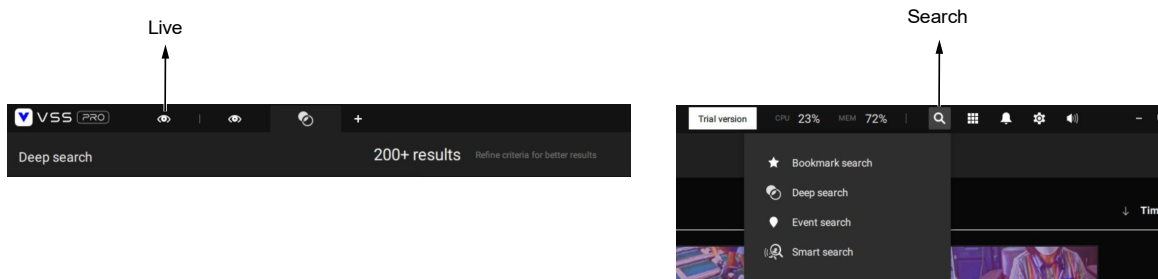 Live
VSS PRO
+
Deep search
200+ results
Refine criteria for better results
Search
Trial version
CPU 23%
MEM 72%
Bookmark search
Deep search
Event search
Smart search